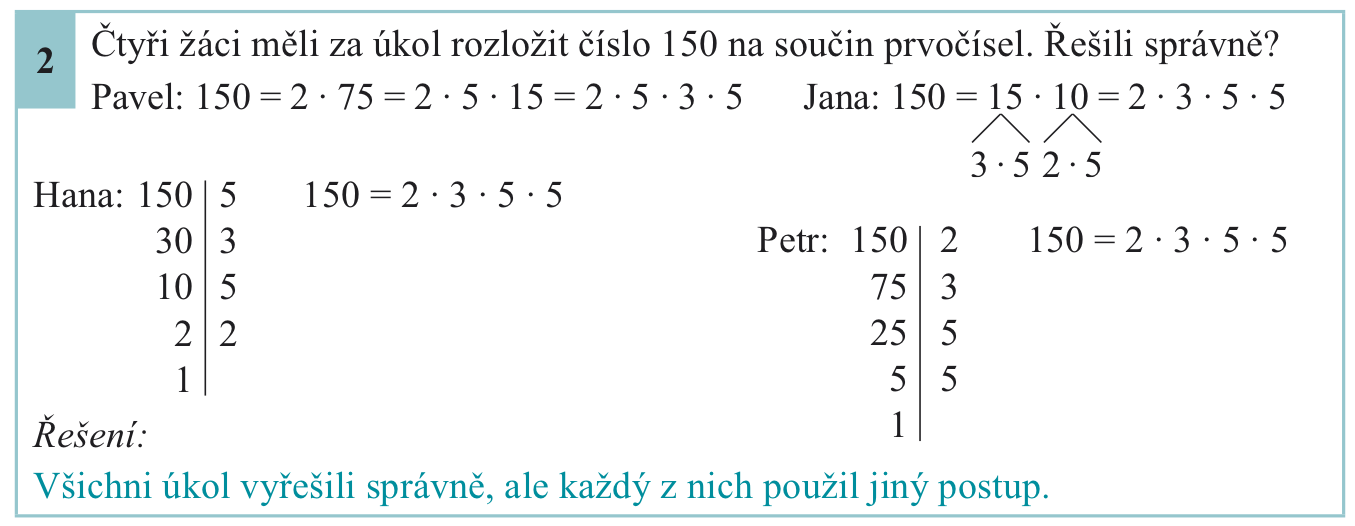 2
Čtyři žáci měli za úkol rozložit číslo 150 na součin prvočísel. Řešili správně?
Pavel: 150 = 2 · 75 = 2 · 5 · 15 = 2 · 5 · 3 · 5
Jana: 150 = 15 · 10 = 2 · 3 · 5 · 5
3 · 5 2 · 5
Hana: 150 | 5 150 = 2 · 3 · 5 · 5
30 | 3
10 | 5
2 | 2
1 |
Petr: 150 | 2 150 = 2 · 3 · 5 · 5
75 | 3
25 | 5
5 | 5
1 |
Řešení:
Všichni úkol vyřešili správně, ale každý z nich použil jiný postup.